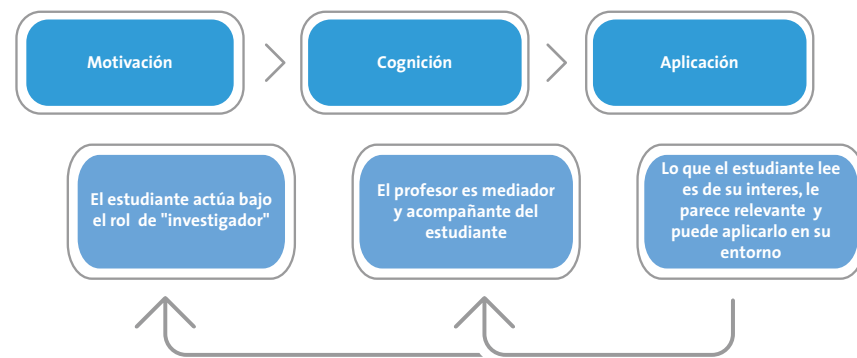 Motivación
Cognición
Aplicación
El estudiante actúa bajo
el rol de "investigador"
El profesor es mediador
y acompañante del
estudiante
Lo que el estudiante lee
es de su interes, le
parece relevante y
puede aplicarlo en su
entorno